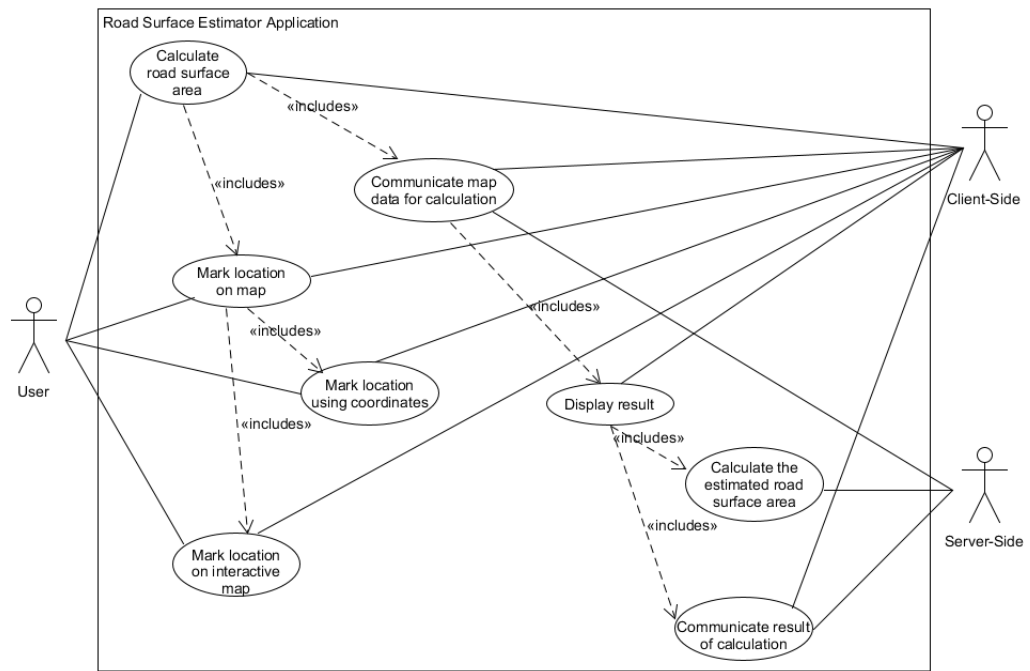 Road Surface Estimator Application
Calculate
road surface
area
«includes»
«includes»
Communicate map
data for calculation
Client-Side
Mark location
on map
«includes»
«includes»
User
Mark location
using coordinates
Display result
«includes»
«includes»
Calculate the
estimated road
surface area
«includes»
Server-Side
Mark location
on interactive
map
Communicate result
of calculation